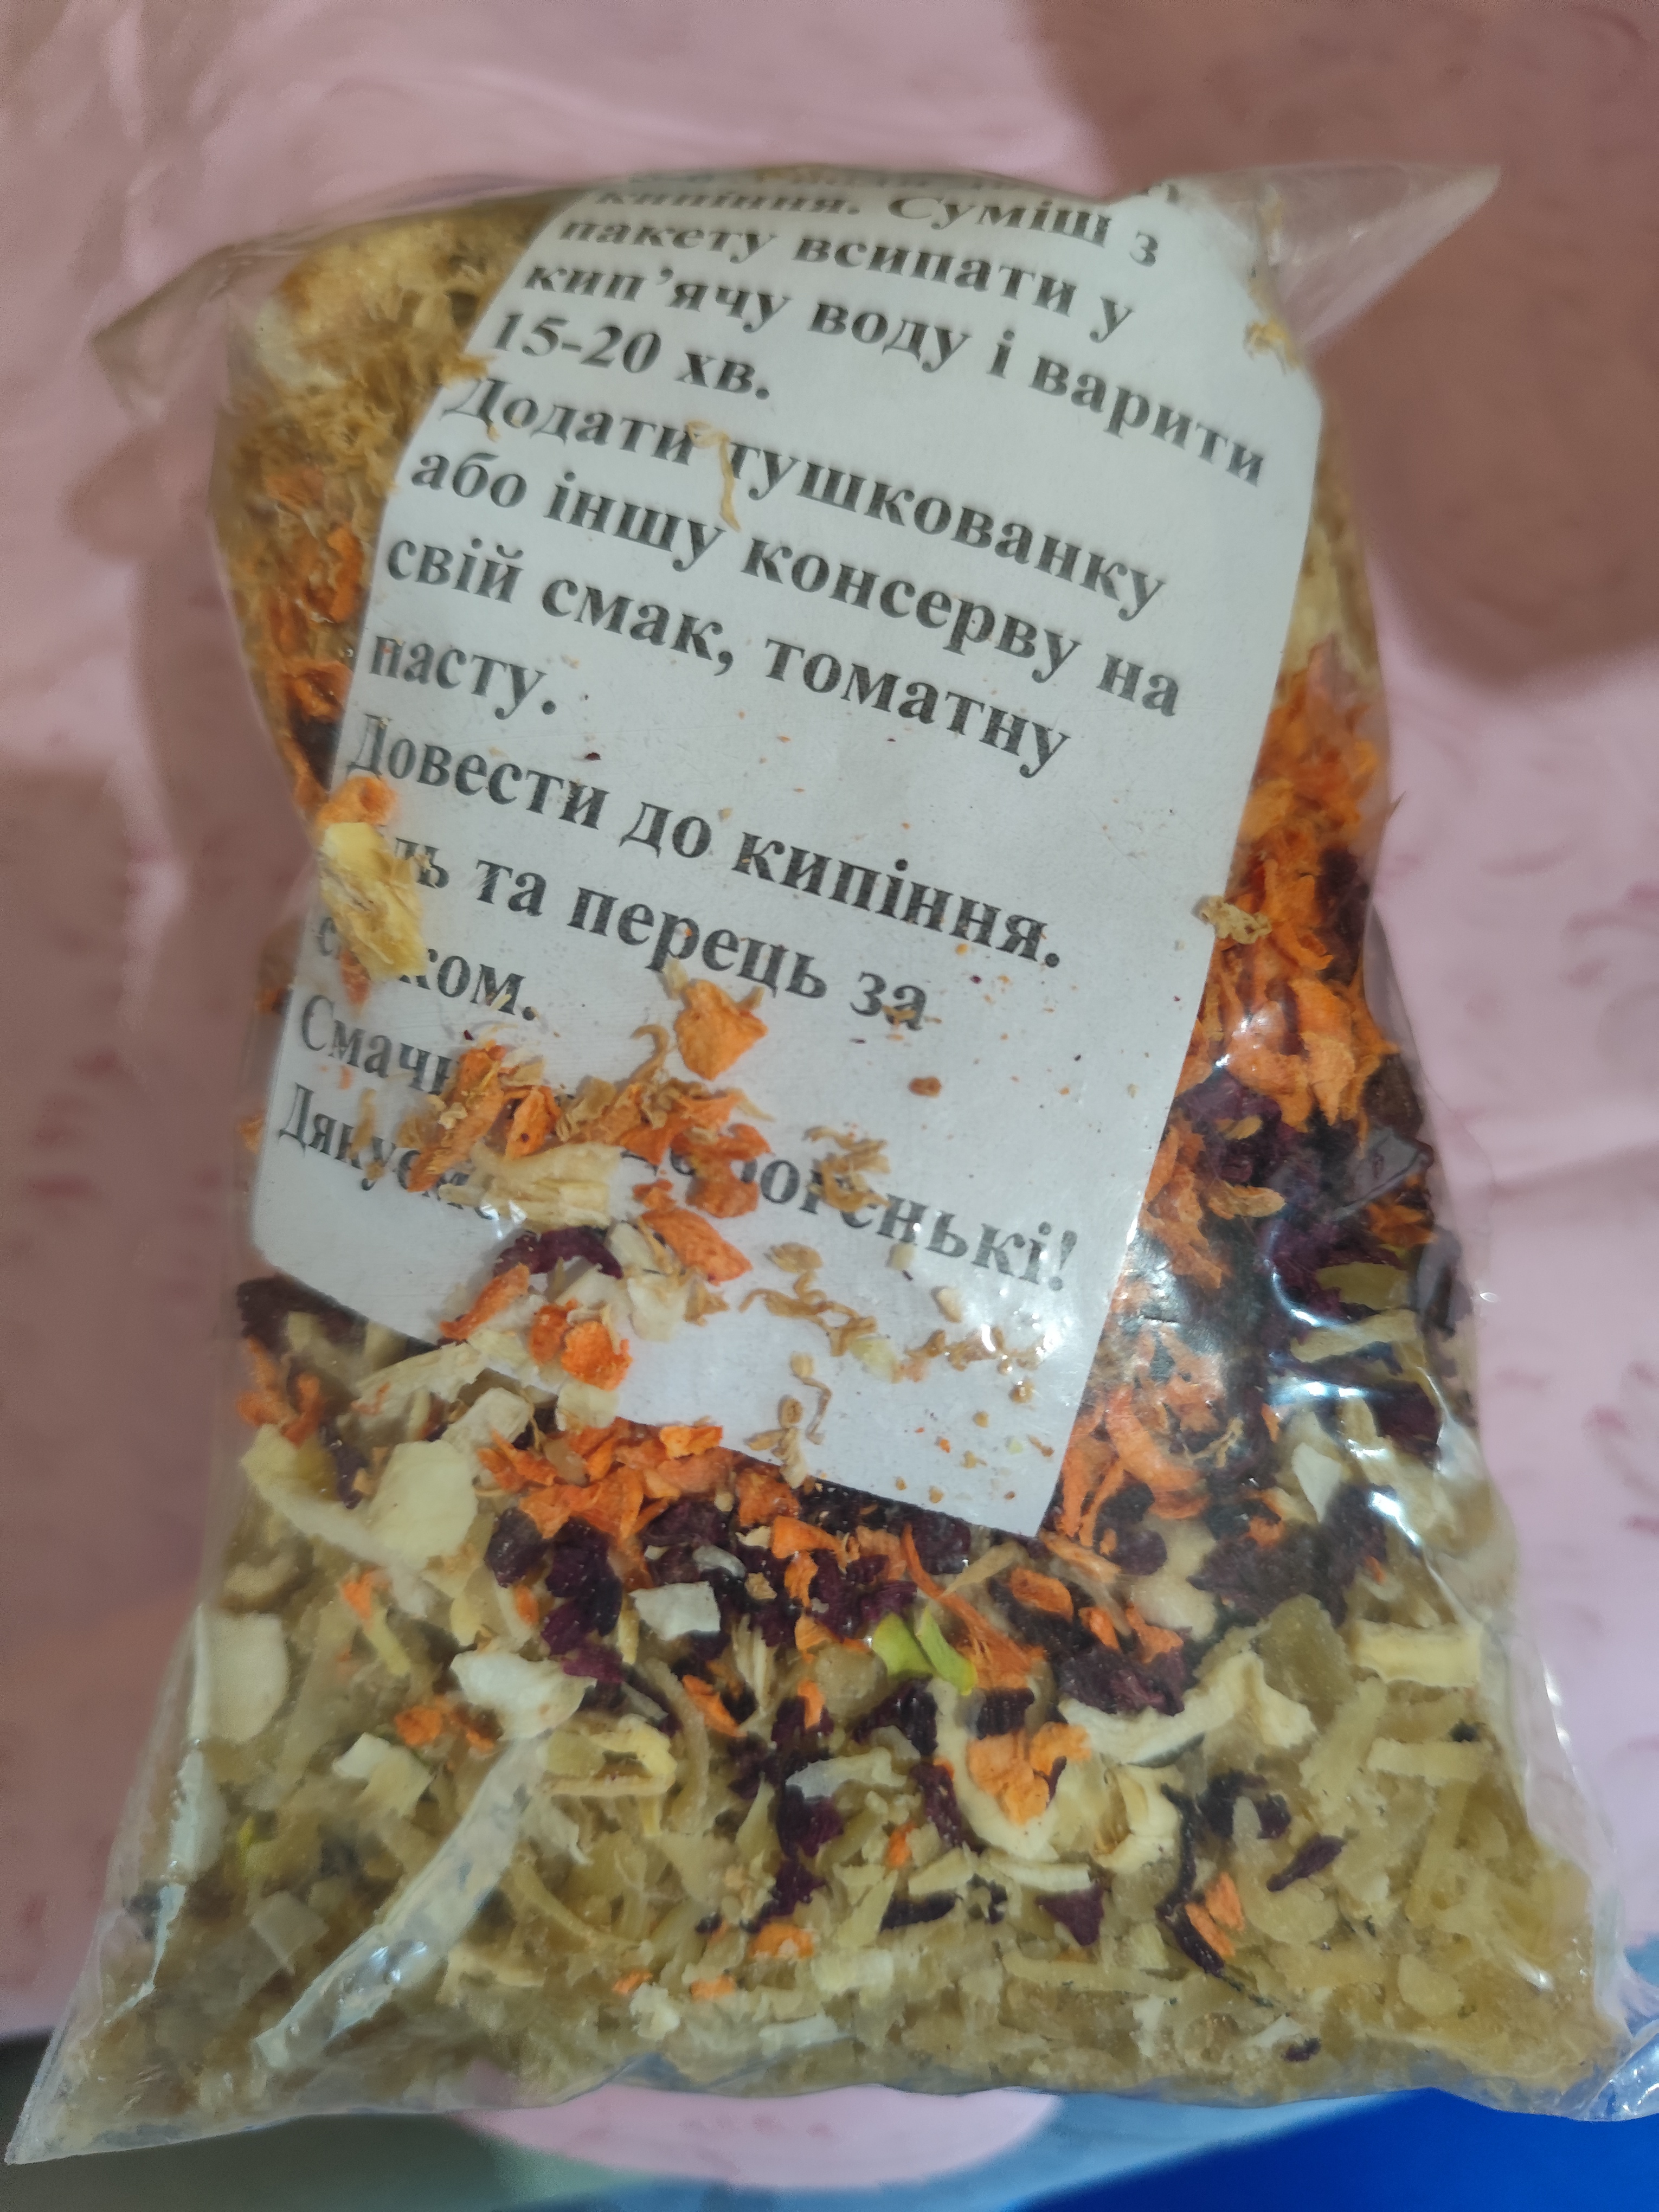 кипіння. Суміш з
пакету всипати у
кип’ячу воду і варити
15-20 хв.
Додати тушкованку
або іншу консерву на
свій смак, томатну
пасту.
Довести до кипіння.
та перець за